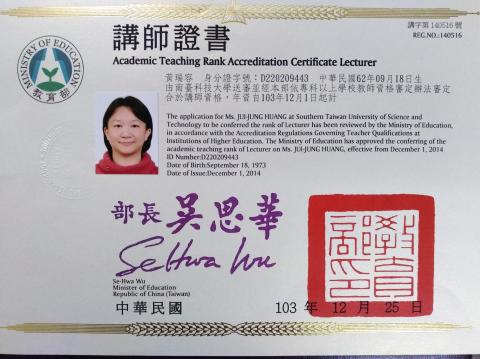 講字第 140516 號
REG.NO.:140516
MINISTRY OF EDUCATION
教育部
講師證書
Academic Teaching Rank Accreditation Certificate Lecturer
黃瑞容 身分證字號:D220209443 中華民國62年09月18日生
由南臺科技大學送審並經本部依專科以上學校教師資格審定辦法審定
合於講師資格,年資自103年12月1日起計
The application for Ms. JUI-JUNG HUANG at Southern Taiwan University of Science and
Technology to be conferred the rank of Lecturer has been reviewed by the Ministry of Education,
in accordance with the Accreditation Regulations Governing Teacher Qualifications at
Institutions of Higher Education. The Ministry of Education has approved the conferring of the
academic teaching rank of Lecturer on Ms. JUI-JUNG HUANG, effective from December 1, 2014
ID Number:D220209443
Date of Birth:September 18, 1973
Date of Issue:December 1, 2014
部長 吳思華
SeHwa Wu
Se-Hwa Wu
Minister of Education
Republic of China (Taiwan)
中華民國 103 年 12 月 25 日
教育部印